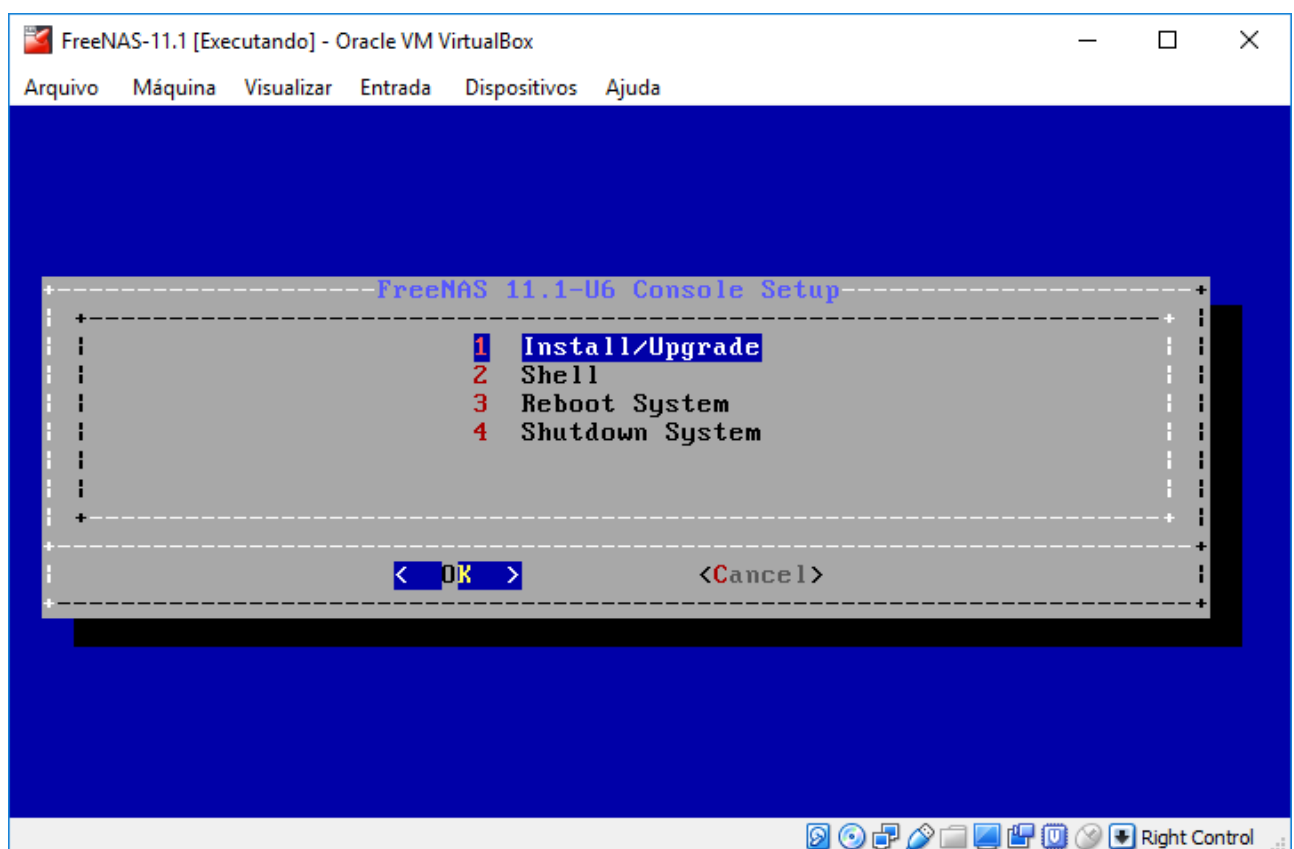 FreeNAS-11.1 [Executando] - Oracle VM VirtualBox
Arquivo Máquina Visualizar Entrada Dispositivos Ajuda
FreeNAS 11.1-U6 Console Setup
1 Install/Upgrade
2 Shell
3 Reboot System
4 Shutdown System
< OK > <Cancel>
Right Control